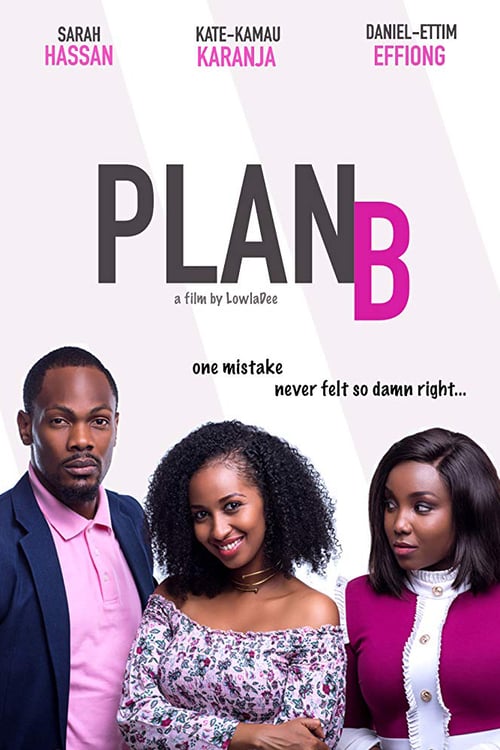 SARAH
HASSAN
KATE-KAMAU
KARANJA
DANIEL-ETTIM
EFFIONG
PLAN B
a film by LowlaDee
one mistake
never felt so damn right...